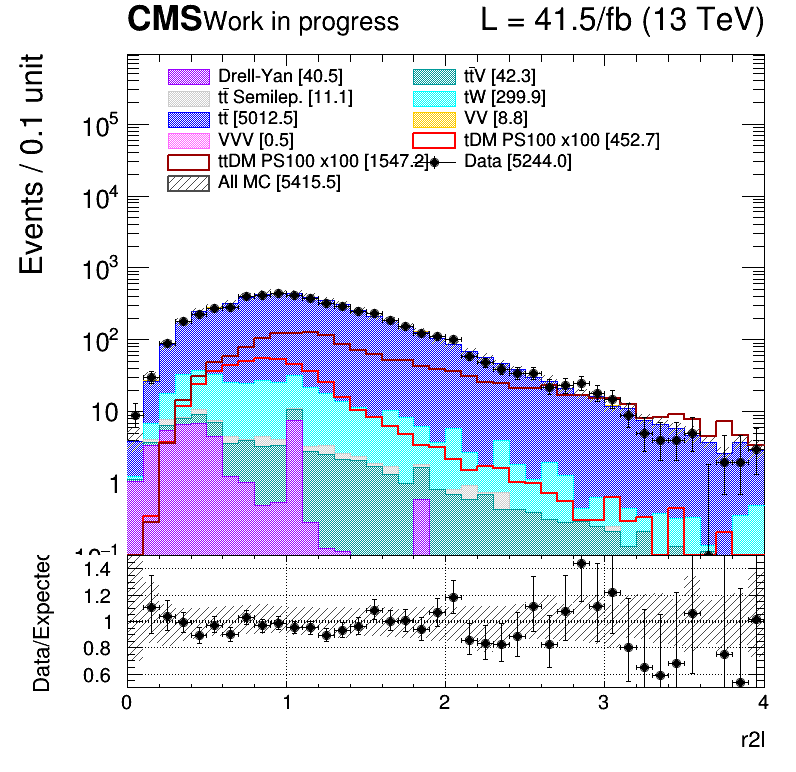 CMS Work in progress L = 41.5/fb (13 TeV)
Drell-Yan [40.5] tt̄V [42.3]
tt̄ Semilep. [11.1] tW [299.9]
tt̄ [5012.5] VV [8.8]
VVV [0.5] tDM PS100 x100 [452.7]
ttDM PS100 x100 [1547.2] Data [5244.0]
All MC [5415.5]
Events / 0.1 unit
10⁵
10⁴
10³
10²
10
1
10⁻¹
Data/Expected
1.4
1.2
1
0.8
0.6
0 1 2 3 4
r2l